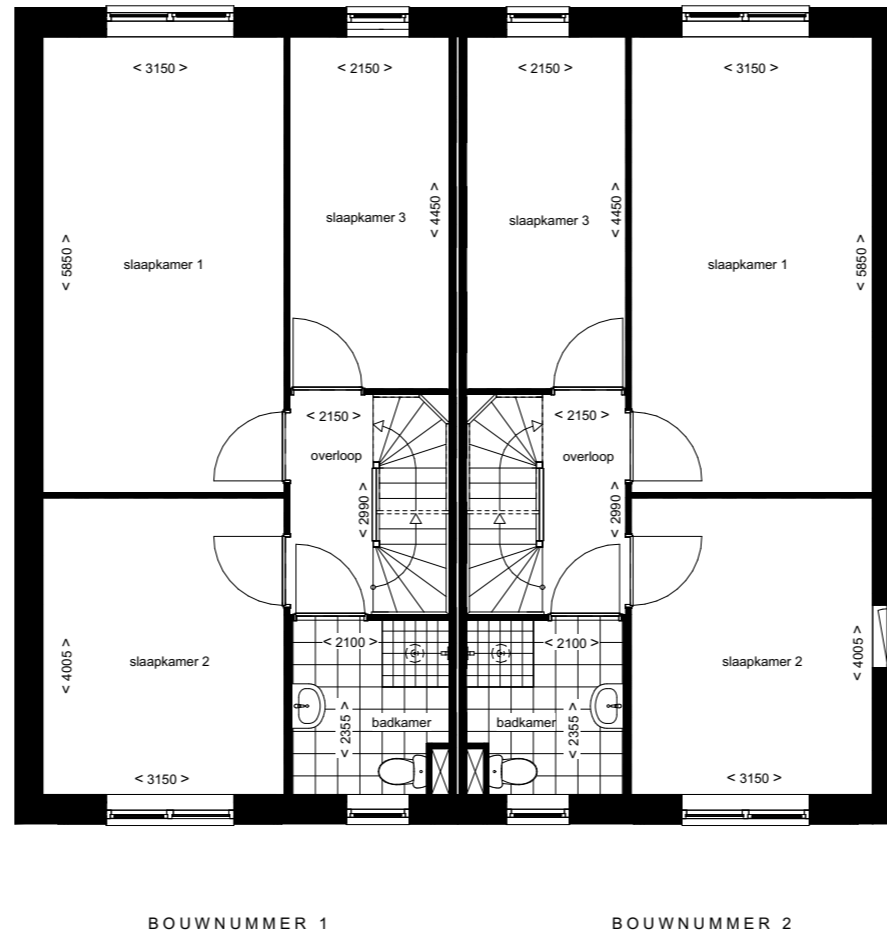 < 3150 >
< 2150 >
< 2150 >
< 3150 >
< 4450 >
< 4450 >
slaapkamer 3
slaapkamer 3
< 5850 >
slaapkamer 1
slaapkamer 1
< 5850 >
< 2150 >
< 2150 >
overloop
overloop
< 2990 >
< 2990 >
< 2100 >
< 2100 >
< 4005 >
slaapkamer 2
slaapkamer 2
< 4005 >
badkamer
badkamer
< 2355 >
< 2355 >
< 3150 >
< 3150 >
BOUWNUMMER 1
BOUWNUMMER 2